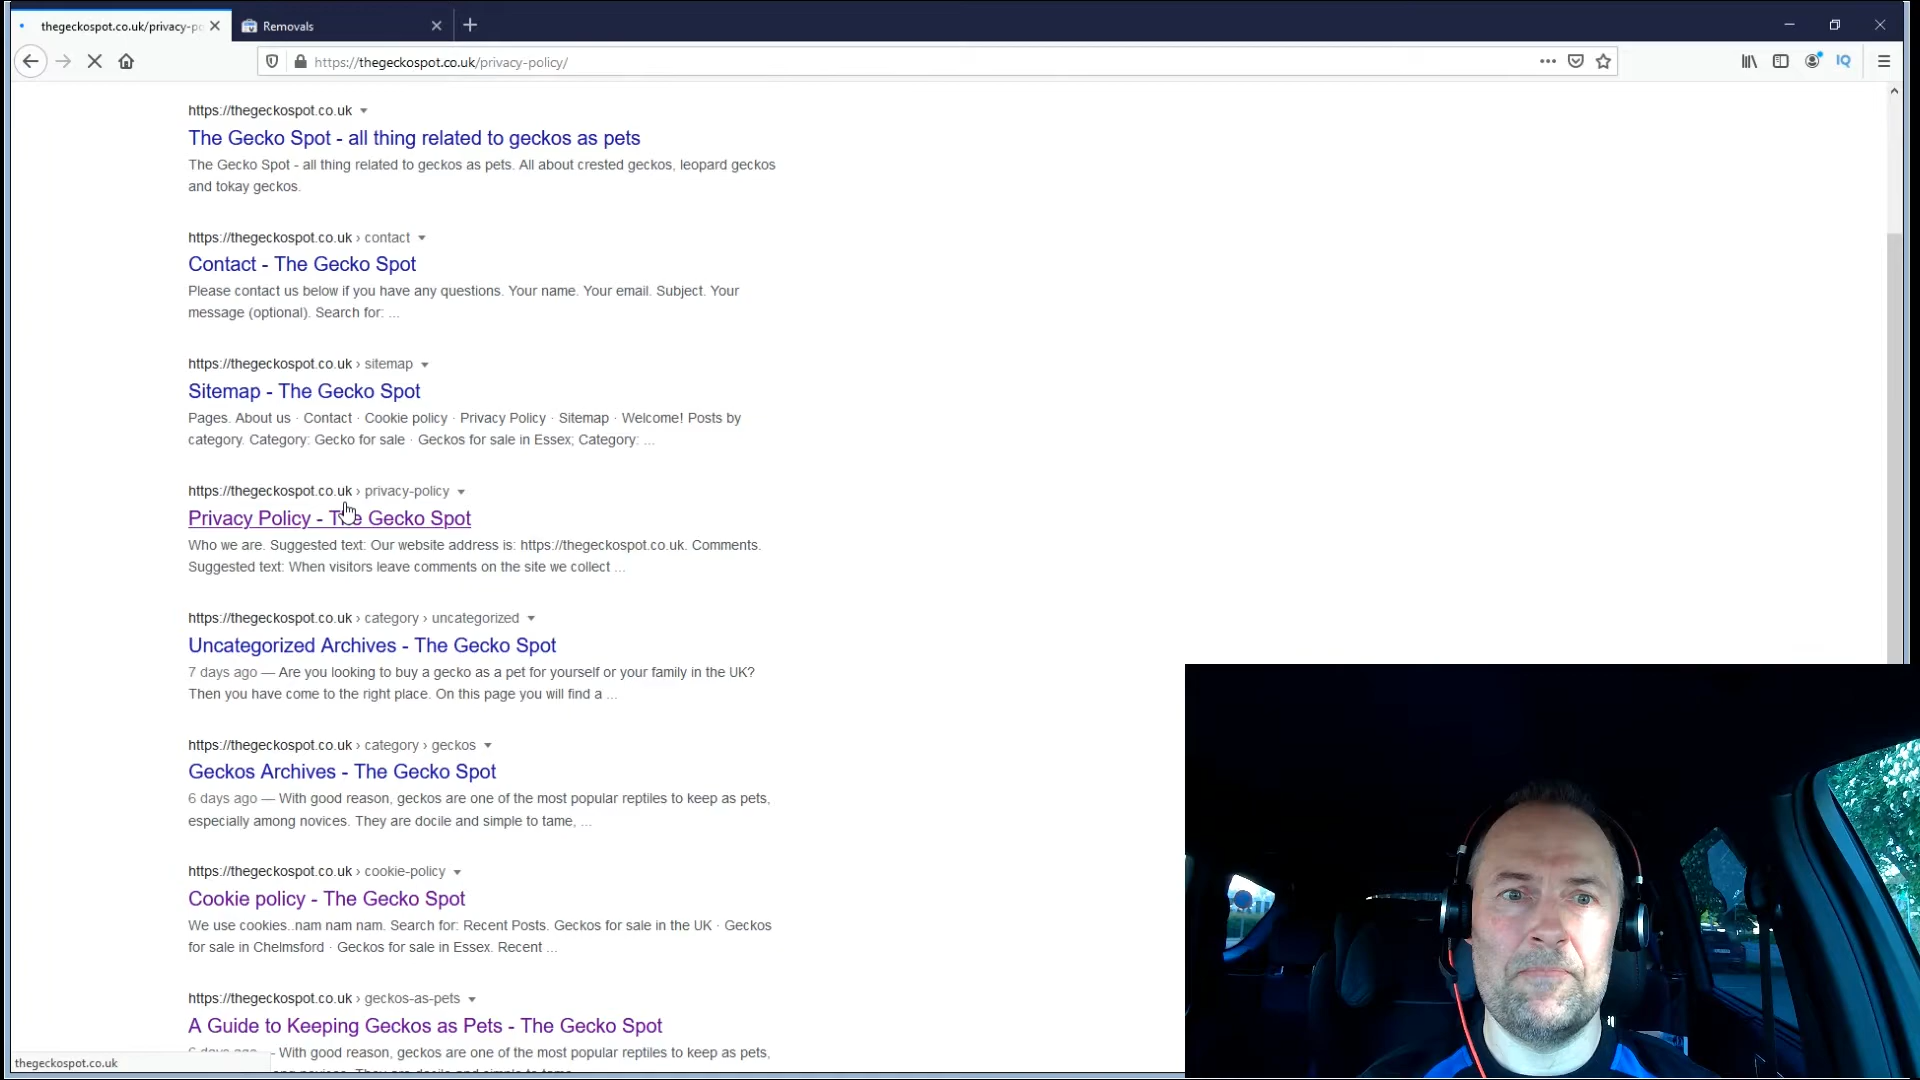 thegeckospot.co.uk/privacy-po
Removals
https://thegeckospot.co.uk/privacy-policy/
IQ
https://thegeckospot.co.uk
The Gecko Spot - all thing related to geckos as pets
The Gecko Spot - all thing related to geckos as pets. All about crested geckos, leopard geckos
and tokay geckos.
https://thegeckospot.co.uk › contact
Contact - The Gecko Spot
Please contact us below if you have any questions. Your name. Your email. Subject. Your
message (optional). Search for: ...
https://thegeckospot.co.uk › sitemap
Sitemap - The Gecko Spot
Pages. About us · Contact · Cookie policy · Privacy Policy · Sitemap · Welcome! Posts by
category. Category: Gecko for sale · Geckos for sale in Essex; Category: ...
https://thegeckospot.co.uk › privacy-policy
Privacy Policy - The Gecko Spot
Who we are. Suggested text: Our website address is: https://thegeckospot.co.uk. Comments.
Suggested text: When visitors leave comments on the site we collect ...
https://thegeckospot.co.uk › category › uncategorized
Uncategorized Archives - The Gecko Spot
7 days ago — Are you looking to buy a gecko as a pet for yourself or your family in the UK?
Then you have come to the right place. On this page you will find a ...
https://thegeckospot.co.uk › category › geckos
Geckos Archives - The Gecko Spot
6 days ago — With good reason, geckos are one of the most popular reptiles to keep as pets,
especially among novices. They are docile and simple to tame, ...
https://thegeckospot.co.uk › cookie-policy
Cookie policy - The Gecko Spot
We use cookies..nam nam nam. Search for: Recent Posts. Geckos for sale in the UK · Geckos
for sale in Chelmsford · Geckos for sale in Essex. Recent ...
https://thegeckospot.co.uk › geckos-as-pets
A Guide to Keeping Geckos as Pets - The Gecko Spot
6 days ago — With good reason, geckos are one of the most popular reptiles to keep as pets,
thegeckospot.co.uk